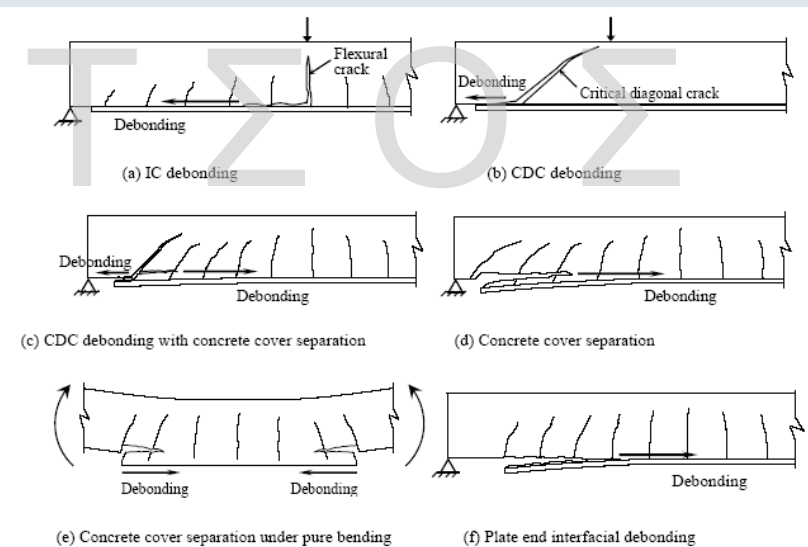 ΤΣΟΣ
Flexural
crack
Debonding
(a) IC debonding
Debonding
Critical diagonal crack
(b) CDC debonding
Debonding
Debonding
(c) CDC debonding with concrete cover separation
Debonding
(d) Concrete cover separation
Debonding
Debonding
(e) Concrete cover separation under pure bending
Debonding
(f) Plate end interfacial debonding